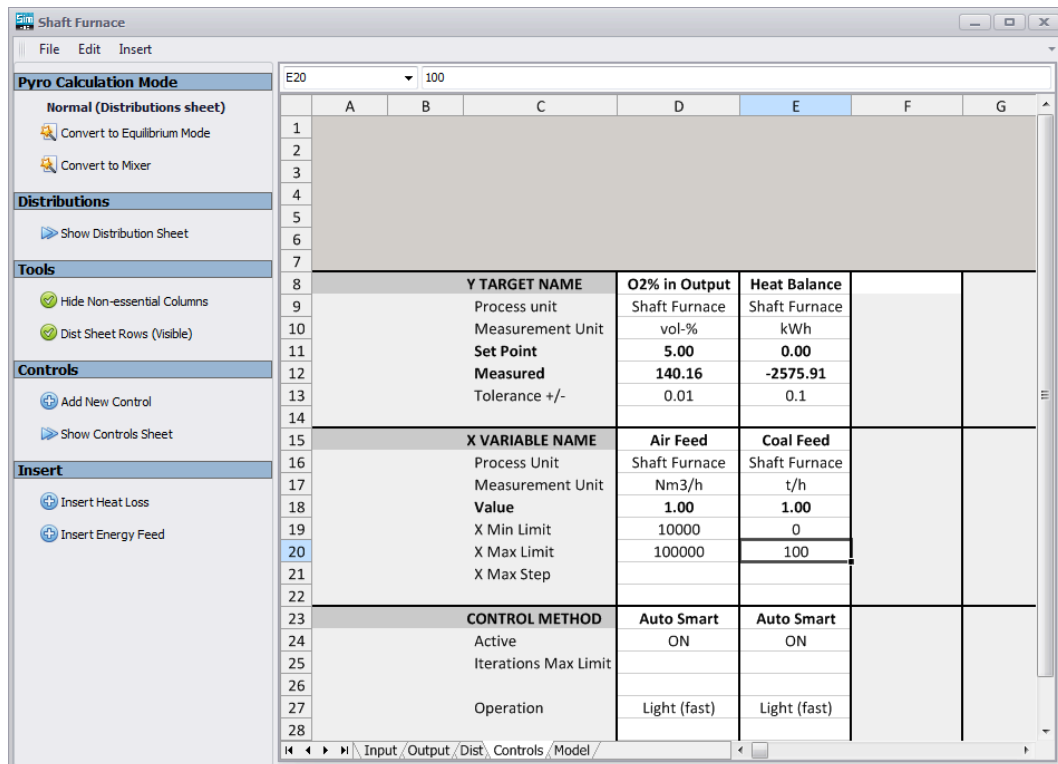 Sim
Shaft Furnace
File Edit Insert
Pyro Calculation Mode
Normal (Distributions sheet)
Convert to Equilibrium Mode
Convert to Mixer
Distributions
Show Distribution Sheet
Tools
Hide Non-essential Columns
Dist Sheet Rows (Visible)
Controls
Add New Control
Show Controls Sheet
Insert
Insert Heat Loss
Insert Energy Feed
E20 100
A B C D E F G
1
2
3
4
5
6
7
8 Y TARGET NAME O2% in Output Heat Balance
9 Process unit Shaft Furnace Shaft Furnace
10 Measurement Unit vol-% kWh
11 Set Point 5.00 0.00
12 Measured 140.16 -2575.91
13 Tolerance +/- 0.01 0.1
14
15 X VARIABLE NAME Air Feed Coal Feed
16 Process Unit Shaft Furnace Shaft Furnace
17 Measurement Unit Nm3/h t/h
18 Value 1.00 1.00
19 X Min Limit 10000 0
20 X Max Limit 100000 100
21 X Max Step
22
23 CONTROL METHOD Auto Smart Auto Smart
24 Active ON ON
25 Iterations Max Limit
26
27 Operation Light (fast) Light (fast)
28
Input Output Dist Controls Model